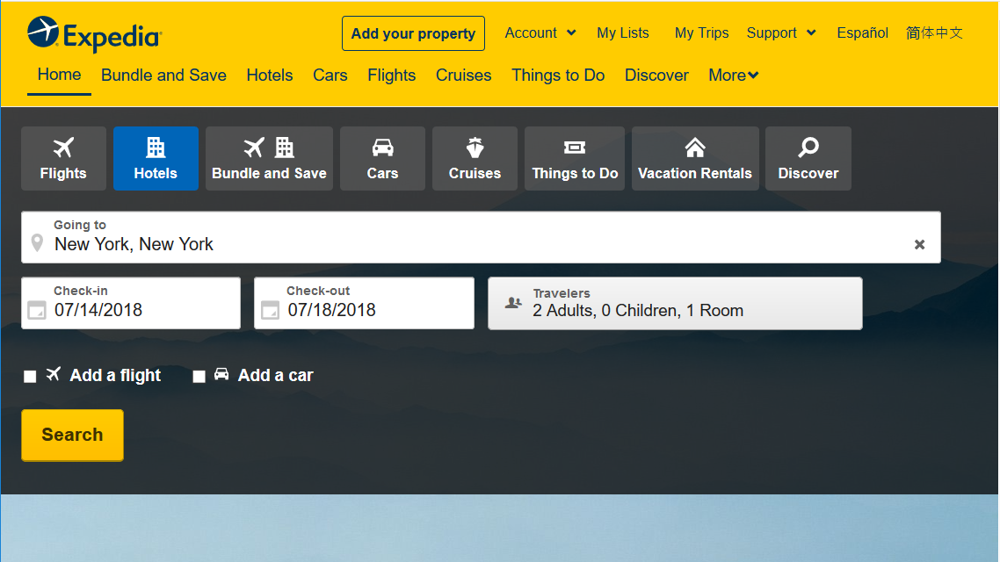 Expedia
Add your property
Account
My Lists
My Trips
Support
Español
简体中文
Home
Bundle and Save
Hotels
Cars
Flights
Cruises
Things to Do
Discover
More
Flights
Hotels
Bundle and Save
Cars
Cruises
Things to Do
Vacation Rentals
Discover
Going to
New York, New York
Check-in
07/14/2018
Check-out
07/18/2018
Travelers
2 Adults, 0 Children, 1 Room
Add a flight
Add a car
Search